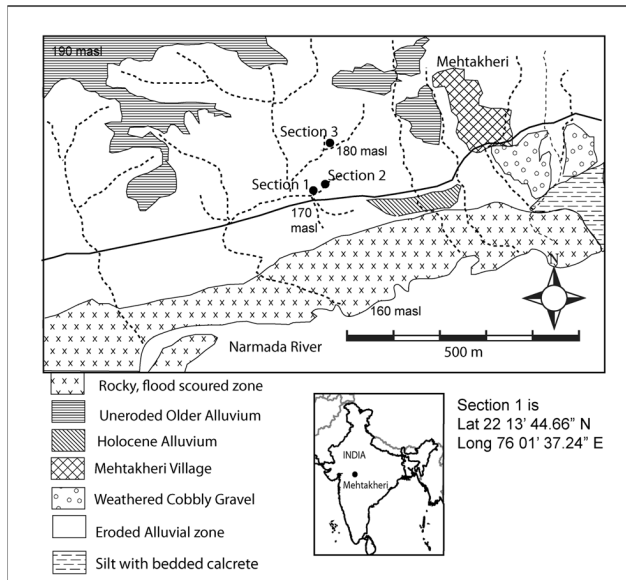 190 masl
Mehtakheri
Section 3
180 masl
Section 1
Section 2
170
masl
N
160 masl
Narmada River
500 m
Rocky, flood scoured zone
Uneroded Older Alluvium
Holocene Alluvium
Mehtakheri Village
Weathered Cobbly Gravel
Eroded Alluvial zone
Silt with bedded calcrete
INDIA
Mehtakheri
Section 1 is
Lat 22 13’ 44.66” N
Long 76 01’ 37.24” E